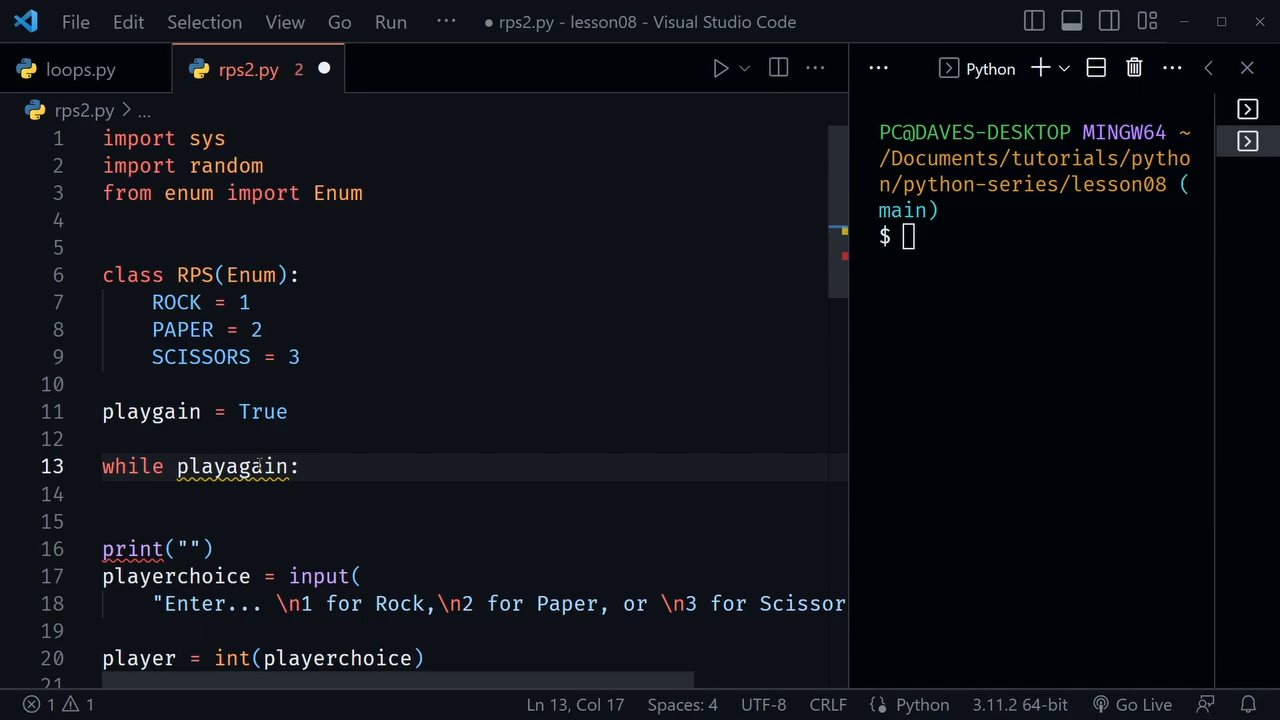 File Edit Selection View Go Run ··· ● rps2.py - lesson08 - Visual Studio Code
loops.py rps2.py 2
Python
rps2.py > ...
1 import sys
2 import random
3 from enum import Enum
4
5
6 class RPS(Enum):
7 ROCK = 1
8 PAPER = 2
9 SCISSORS = 3
10
11 playgain = True
12
13 while playagain:
14
15
16 print("")
17 playerchoice = input(
18 "Enter... \n1 for Rock,\n2 for Paper, or \n3 for Scissor
19
20 player = int(playerchoice)
21
PC@DAVES-DESKTOP MINGW64 ~
/Documents/tutorials/pytho
n/python-series/lesson08 (
main)
$
1 1 Ln 13, Col 17 Spaces: 4 UTF-8 CRLF Python 3.11.2 64-bit Go Live